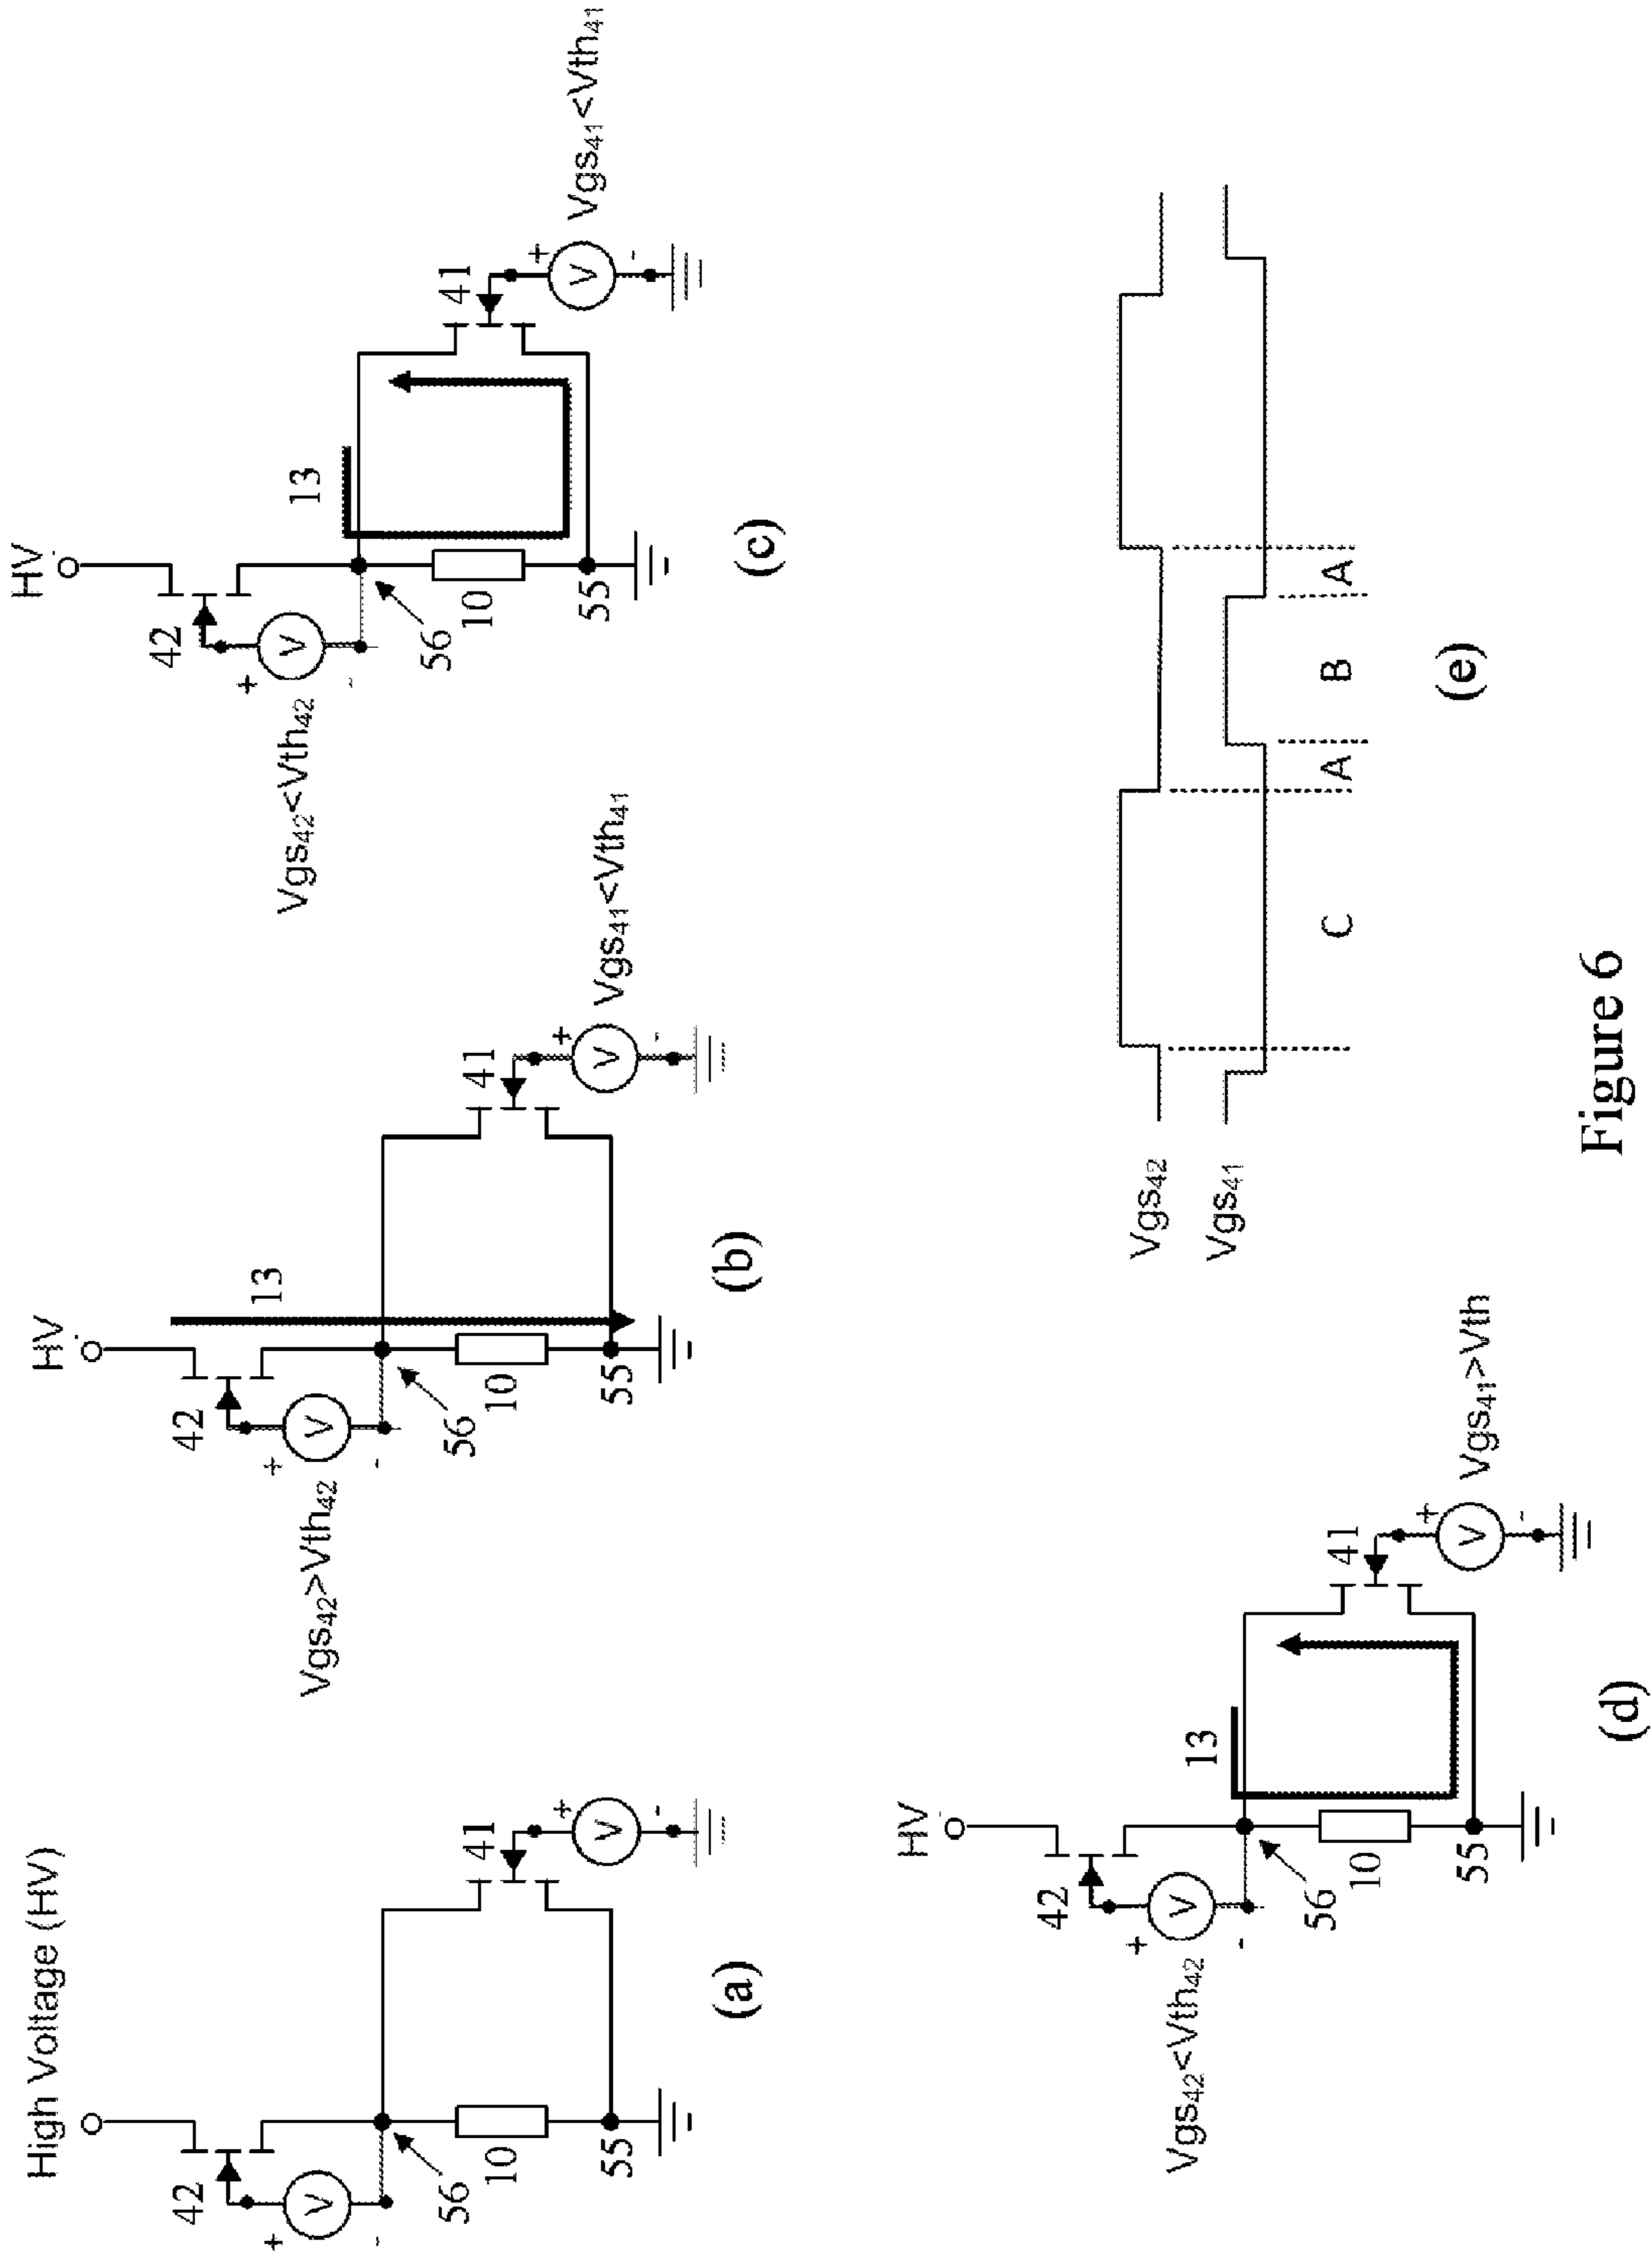 High Voltage (HV)
42
+
V
-
56
10
55
41
+
V
-
(a)
HV
42
+
V
-
Vgs42>Vth42
13
56
10
55
41
+
V
-
Vgs41<Vth41
(b)
HV
42
+
V
-
Vgs42<Vth42
13
56
10
55
41
+
V
-
Vgs41<Vth41
(c)
HV
42
+
V
-
Vgs42<Vth42
13
56
10
55
41
+
V
-
Vgs41>Vth
(d)
Vgs42
Vgs41
C A B A
(e)
Figure 6